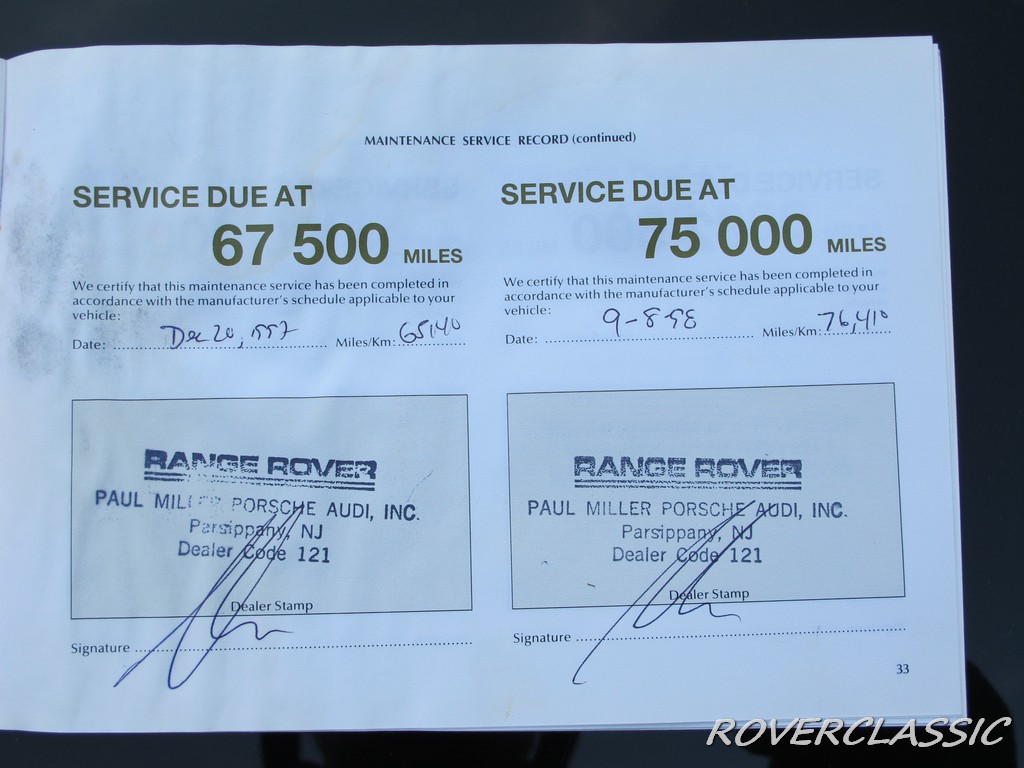 MAINTENANCE SERVICE RECORD (continued)
SERVICE DUE AT
67 500 MILES
We certify that this maintenance service has been completed in
accordance with the manufacturer's schedule applicable to your
vehicle:
Date: Dec 20, 1997 Miles/Km: 65,140
RANGE ROVER
PAUL MILLER PORSCHE AUDI, INC.
Parsippany, NJ
Dealer Code 121
Dealer Stamp
Signature
SERVICE DUE AT
75 000 MILES
We certify that this maintenance service has been completed in
accordance with the manufacturer's schedule applicable to your
vehicle:
Date: 9-8-98 Miles/Km: 76,410
RANGE ROVER
PAUL MILLER PORSCHE AUDI, INC.
Parsippany, NJ
Dealer Code 121
Dealer Stamp
Signature
33
ROVERCLASSIC